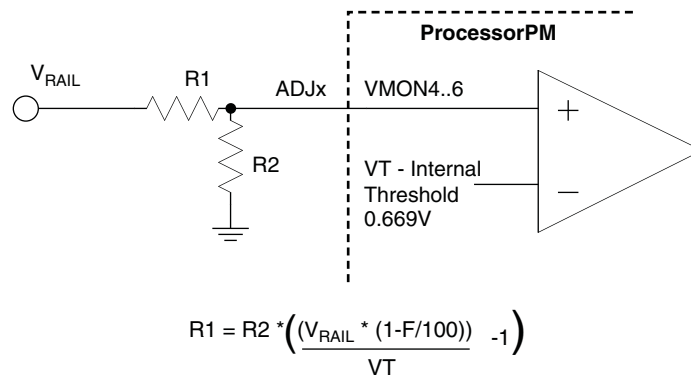 ProcessorPM
V_RAIL
R1
ADJx
VMON4..6
+
R2
VT - Internal
Threshold
0.669V
−
R1 = R2 * ((V_RAIL * (1-F/100)) / VT -1)